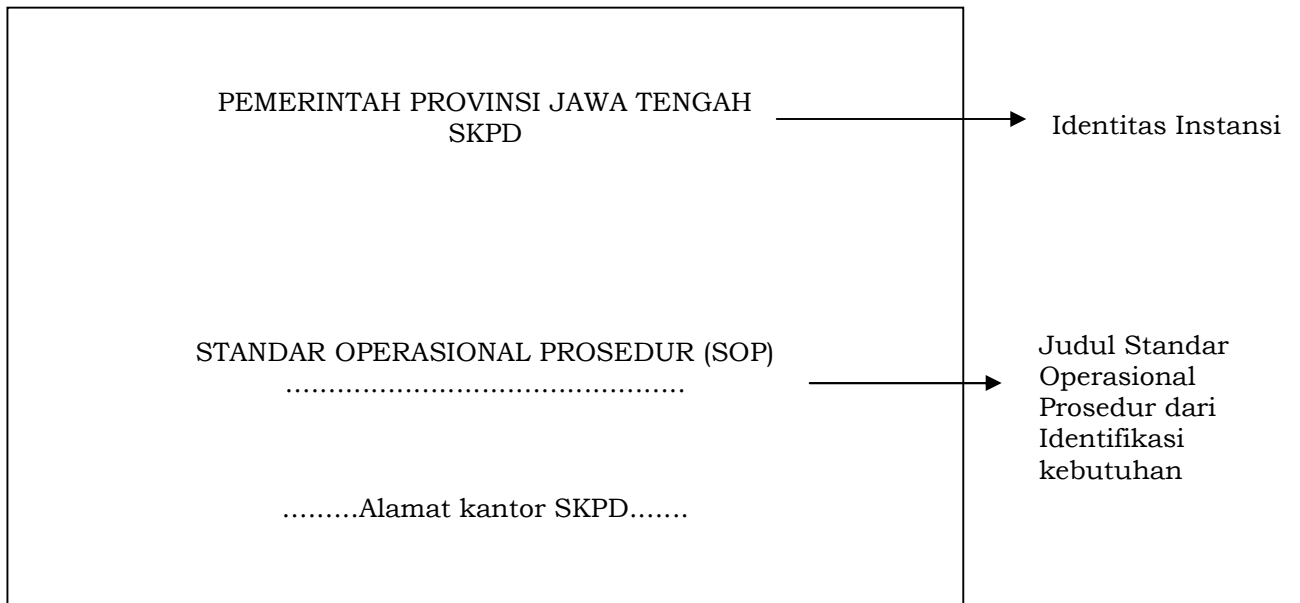 PEMERINTAH PROVINSI JAWA TENGAH
SKPD
Identitas Instansi
STANDAR OPERASIONAL PROSEDUR (SOP)
……………………………………….
Judul Standar
Operasional
Prosedur dari
Identifikasi
kebutuhan
………Alamat kantor SKPD…….